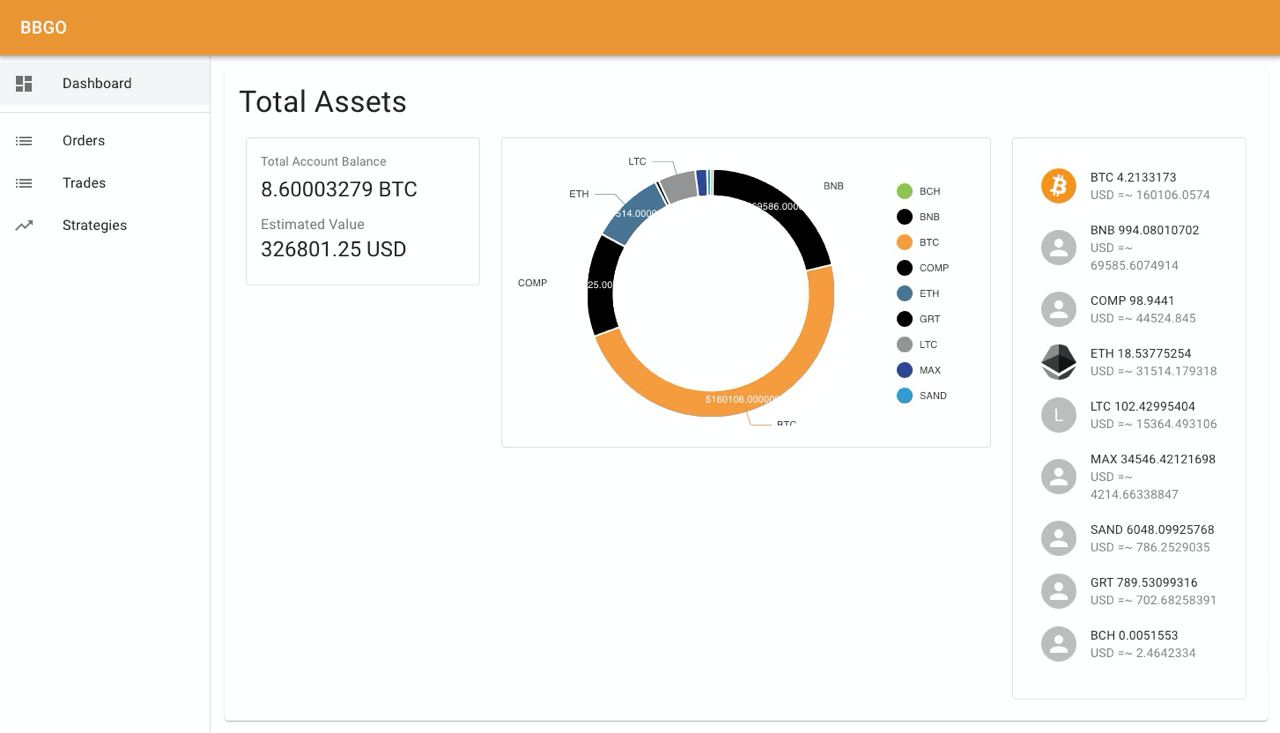 BBGO
Dashboard
Orders
Trades
Strategies
Total Assets
Total Account Balance
8.60003279 BTC
Estimated Value
326801.25 USD
LTC
ETH
BNB
COMP
BTC
514.0000
69586.0000
25.00
$160106.000000
BCH
BNB
BTC
COMP
ETH
GRT
LTC
MAX
SAND
BTC 4.2133173
USD =~ 160106.0574
BNB 994.08010702
USD =~
69585.6074914
COMP 98.9441
USD =~ 44524.845
ETH 18.53775254
USD =~ 31514.179318
L
LTC 102.42995404
USD =~ 15364.493106
MAX 34546.42121698
USD =~
4214.66338847
SAND 6048.09925768
USD =~ 786.2529035
GRT 789.53099316
USD =~ 702.68258391
BCH 0.0051553
USD =~ 2.4642334